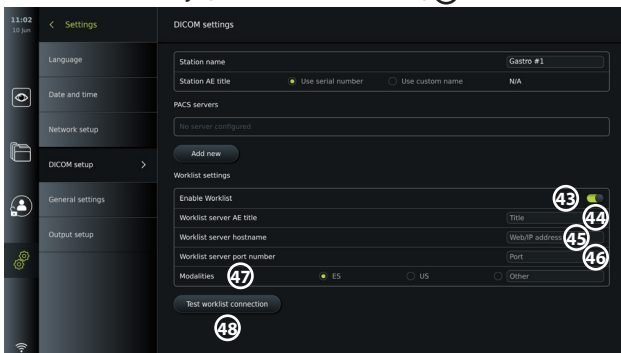 11:02
10 Jun
Settings
DICOM settings
Language
Date and time
Network setup
DICOM setup
General settings
Output setup
Station name Gastro #1
Station AE title Use serial number Use custom name N/A
PACS servers
No server configured
Add new
Worklist settings
Enable Worklist 43
Worklist server AE title Title 44
Worklist server hostname Web/IP address 45
Worklist server port number Port 46
Modalities 47 ES US Other
Test worklist connection
48